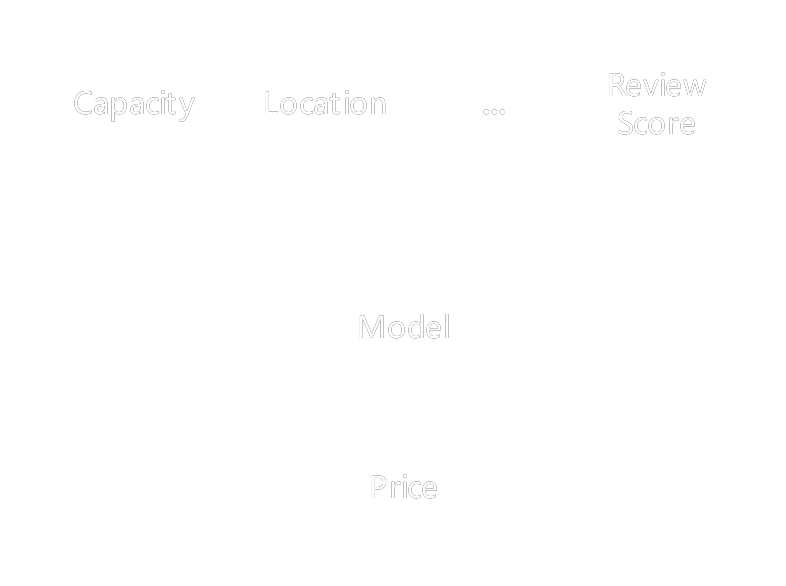 Capacity
Location
...
Review
Score
Model
Price